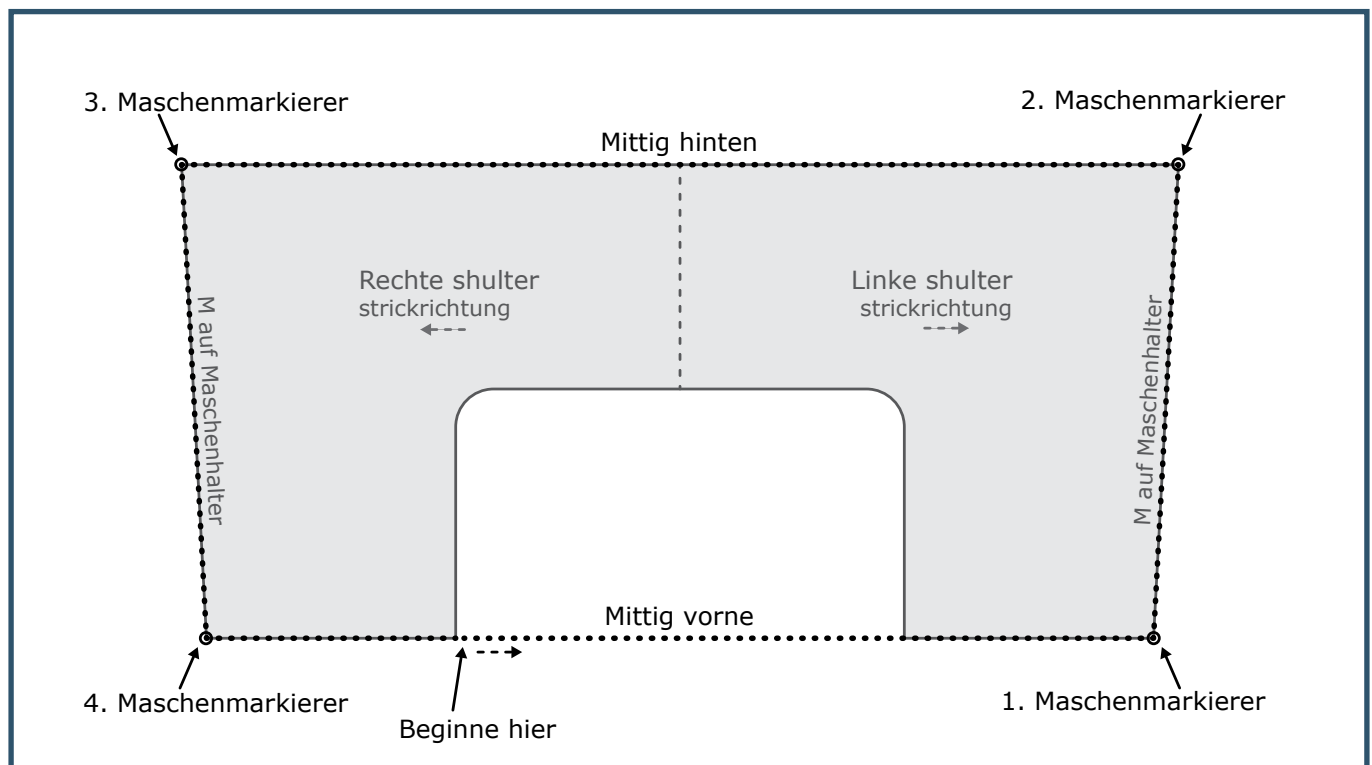 3. Maschenmarkierer
2. Maschenmarkierer
Mittig hinten
Rechte shulter
strickrichtung
Linke shulter
strickrichtung
M auf Maschenhalter
M auf Maschenhalter
Mittig vorne
4. Maschenmarkierer
1. Maschenmarkierer
Beginne hier